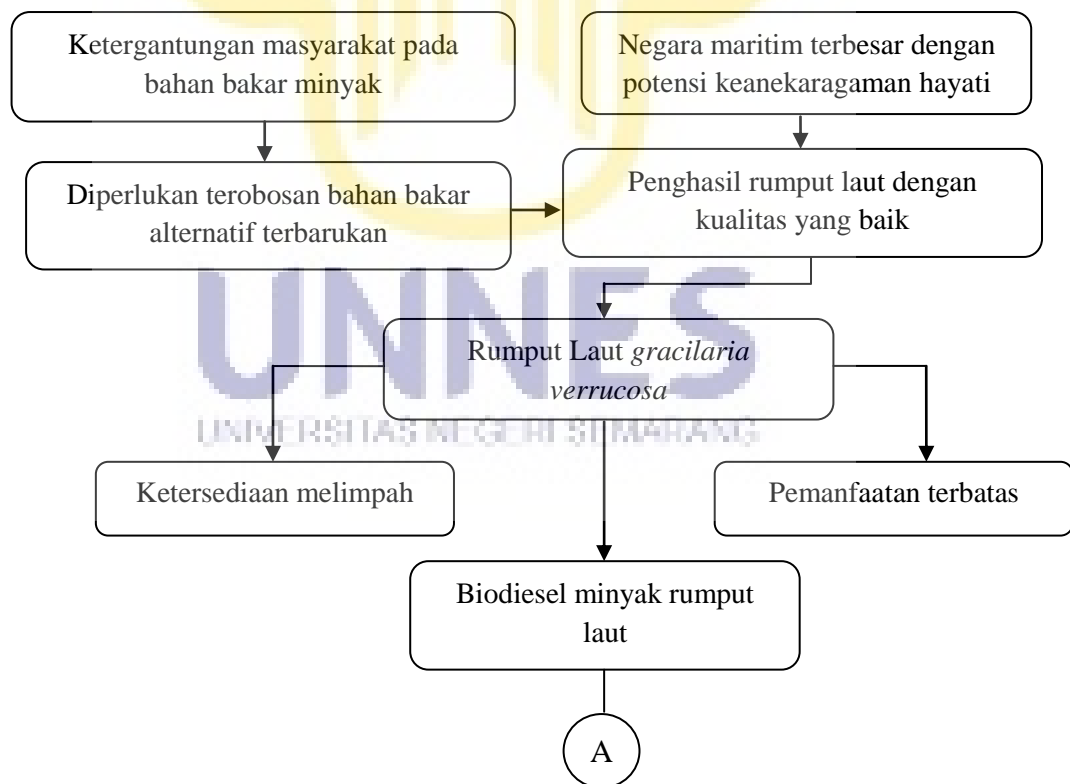 Ketergantungan masyarakat pada
bahan bakar minyak
Negara maritim terbesar dengan
potensi keanekaragaman hayati
Diperlukan terobosan bahan bakar
alternatif terbarukan
Penghasil rumput laut dengan
kualitas yang baik
UNNES
Rumput Laut gracilaria
verrucosa
UNIVERSITAS NEGERI SEMARANG
Ketersediaan melimpah
Pemanfaatan terbatas
Biodiesel minyak rumput
laut
A